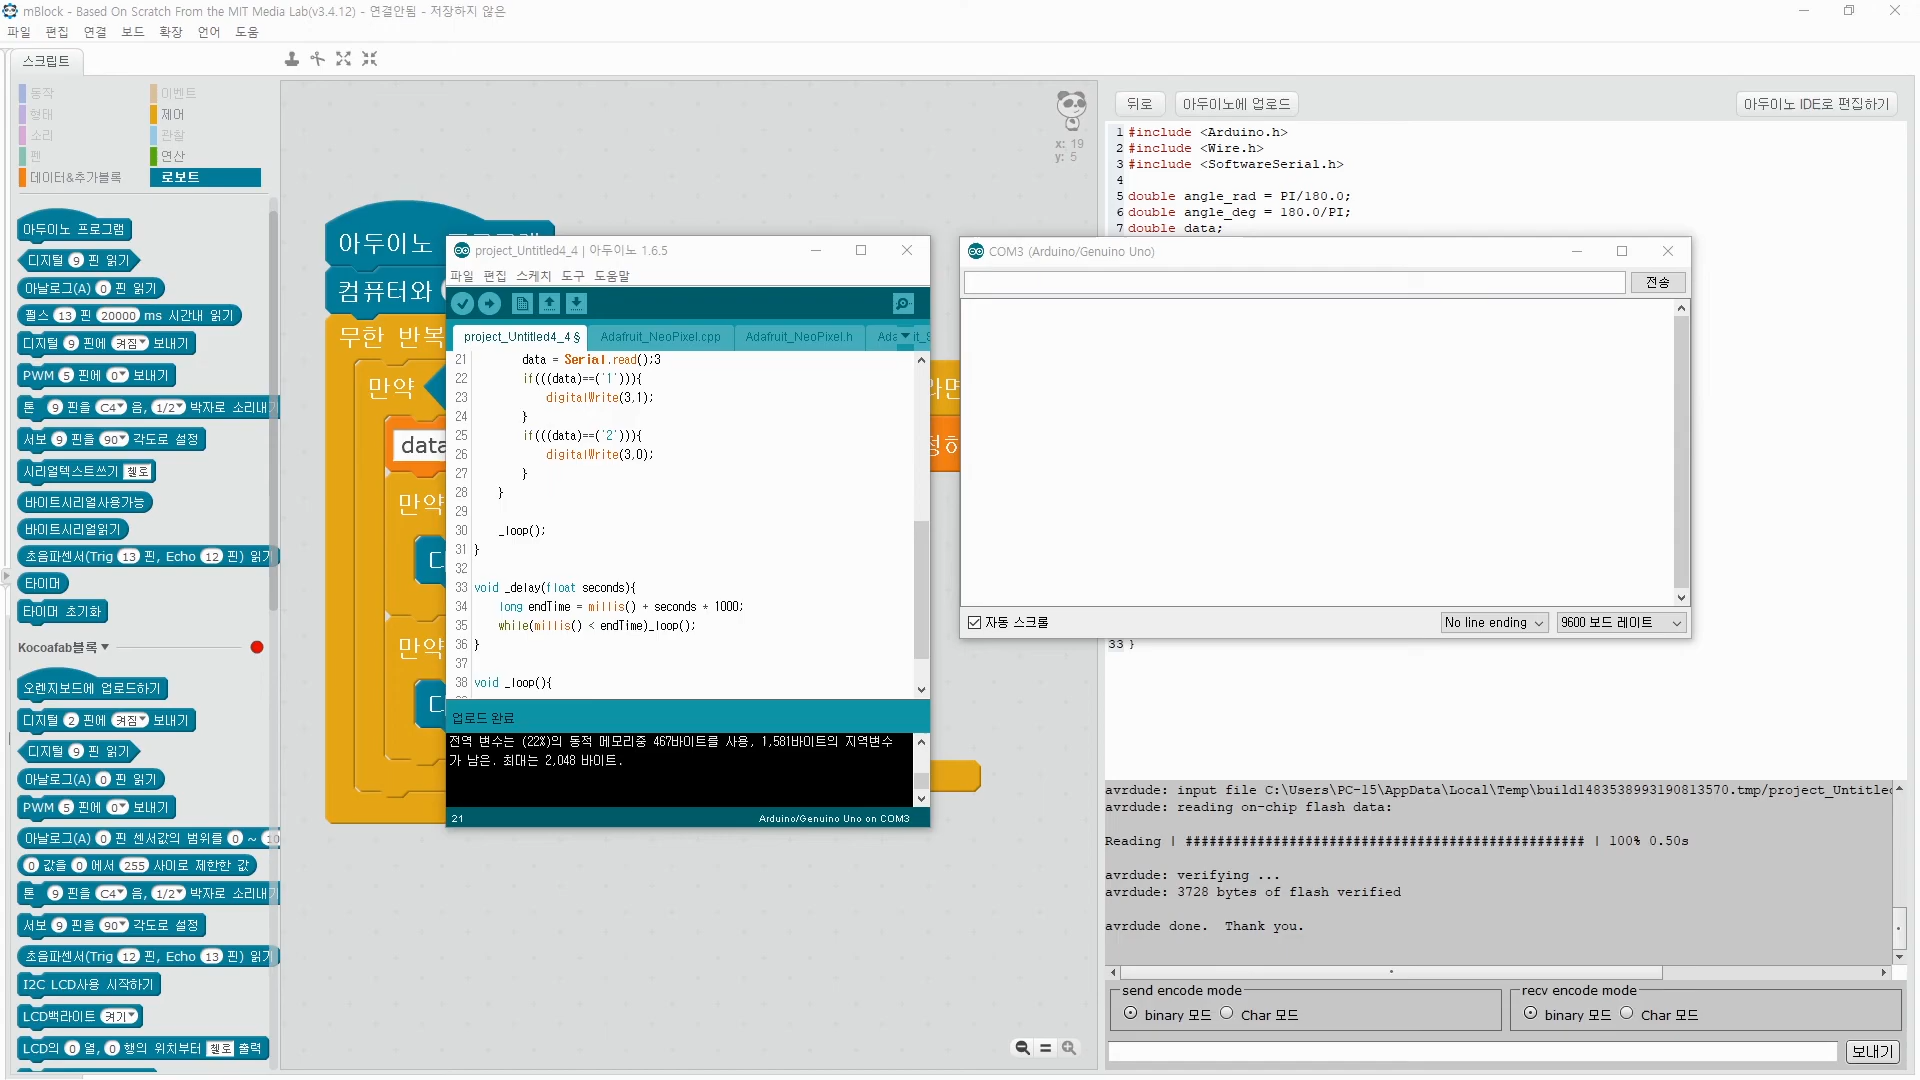 mBlock - Based On Scratch From the MIT Media Lab(v3.4.12) - 연결안됨 - 저장하지 않은
파일 편집 연결 보드 확장 언어 도움
스크립트
동작 이벤트
형태 제어
소리 관찰
펜 연산
데이터&추가블록 로보트
아두이노 프로그램
디지털 9 핀 읽기
아날로그(A) 0 핀 읽기
펄스 13 핀 20000 ms 시간내 읽기
디지털 9 핀에 켜짐 보내기
PWM 5 핀에 0 보내기
톤 9 핀을 C4 음, 1/2 박자로 소리내기
서보 9 핀을 90 각도로 설정
시리얼텍스트쓰기 헬로
바이트시리얼사용가능
바이트시리얼읽기
초음파센서(Trig 13 핀, Echo 12 핀) 읽기
타이머
타이머 초기화
Kocoafab블록
오렌지보드에 업로드하기
디지털 2 핀에 켜짐 보내기
디지털 9 핀 읽기
아날로그(A) 0 핀 읽기
PWM 5 핀에 0 보내기
아날로그(A) 0 핀 센서값의 범위를 0 ~ 10
0 값을 0 에서 255 사이로 제한한 값
톤 9 핀을 C4 음, 1/2 박자로 소리내기
서보 9 핀을 90 각도로 설정
초음파센서(Trig 12 핀, Echo 13 핀) 읽기
I2C LCD사용 시작하기
LCD백라이트 켜기
LCD의 0 열, 0 행의 위치부터 헬로 출력
x: 19
y: 5
아두이노 프로그램
컴퓨터와
무한 반복
만약 라면
data
만약
만약
project_Untitled4_4 | 아두이노 1.6.5
파일 편집 스케치 도구 도움말
project_Untitled4_4 § Adafruit_NeoPixel.cpp Adafruit_NeoPixel.h
21 data = Serial.read();3
22 if(((data)==('1'))){
23 digitalWrite(3,1);
24 }
25 if(((data)==('2'))){
26 digitalWrite(3,0);
27 }
28 }
29
30 _loop();
31 }
32
33 void _delay(float seconds){
34 long endTime = millis() + seconds * 1000;
35 while(millis() < endTime)_loop();
36 }
37
38 void _loop(){
업로드 완료
전역 변수는 (22%)의 동적 메모리중 467바이트를 사용, 1,581바이트의 지역변수
가 남은. 최대는 2,048 바이트.
21 Arduino/Genuino Uno on COM3
COM3 (Arduino/Genuino Uno)
전송
자동 스크롤 No line ending 9600 보드 레이트
뒤로 아두이노에 업로드 아두이노 IDE로 편집하기
1 #include <Arduino.h>
2 #include <Wire.h>
3 #include <SoftwareSerial.h>
4
5 double angle_rad = PI/180.0;
6 double angle_deg = 180.0/PI;
7 double data;
33 }
avrdude: input file C:\Users\PC-15\AppData\Local\Temp\build1483538993190813570.tmp/project_Untitled
avrdude: reading on-chip flash data:
Reading | ################################################## | 100% 0.50s
avrdude: verifying ...
avrdude: 3728 bytes of flash verified
avrdude done. Thank you.
send encode mode recv encode mode
binary 모드 Char 모드 binary 모드 Char 모드
보내기